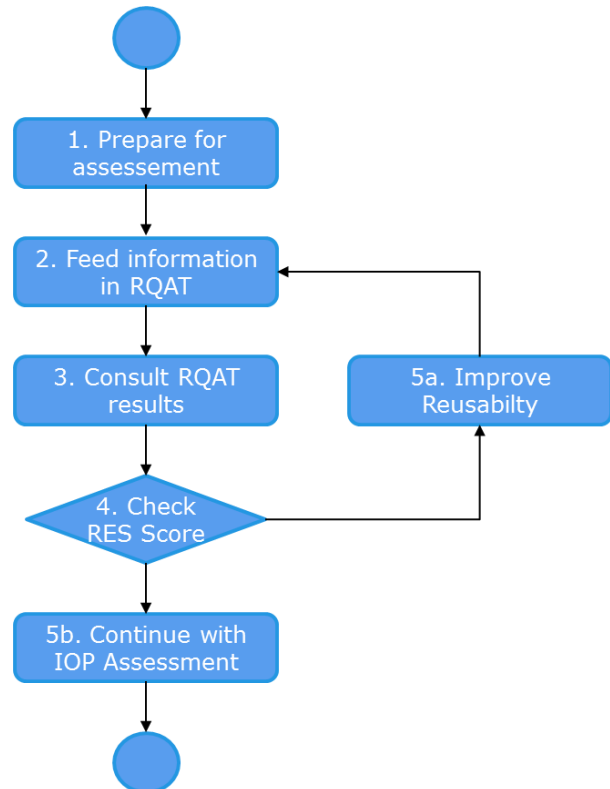 1. Prepare for
assessement
2. Feed information
in RQAT
3. Consult RQAT
results
5a. Improve
Reusabilty
4. Check
RES Score
5b. Continue with
IOP Assessment